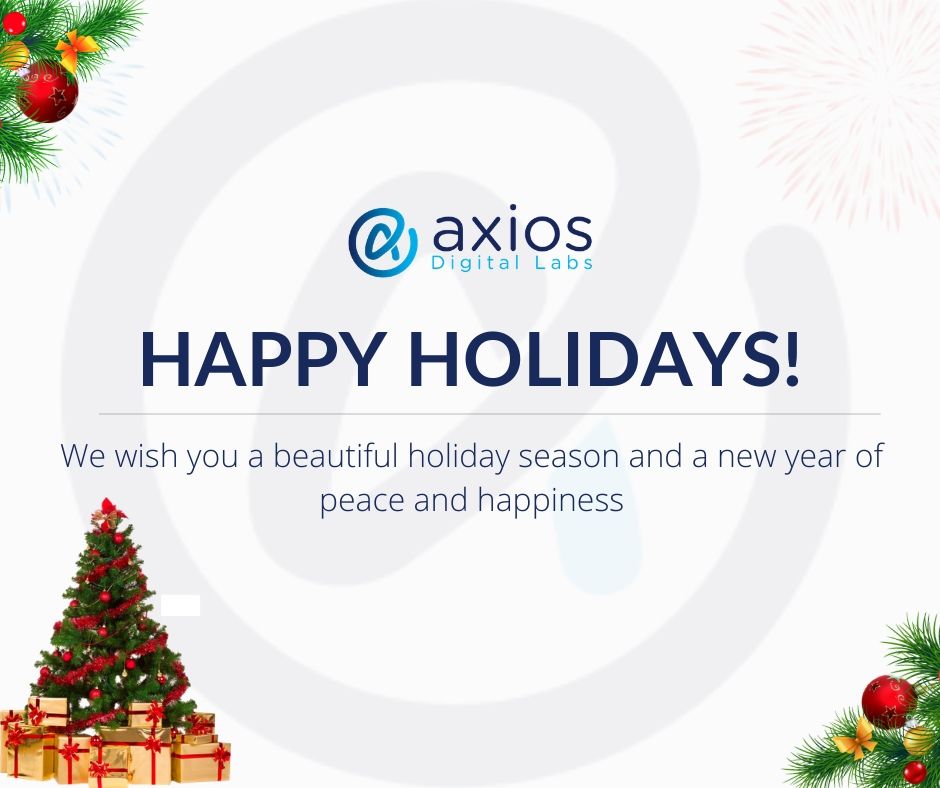 axios
Digital Labs
HAPPY HOLIDAYS!
We wish you a beautiful holiday season and a new year of
peace and happiness